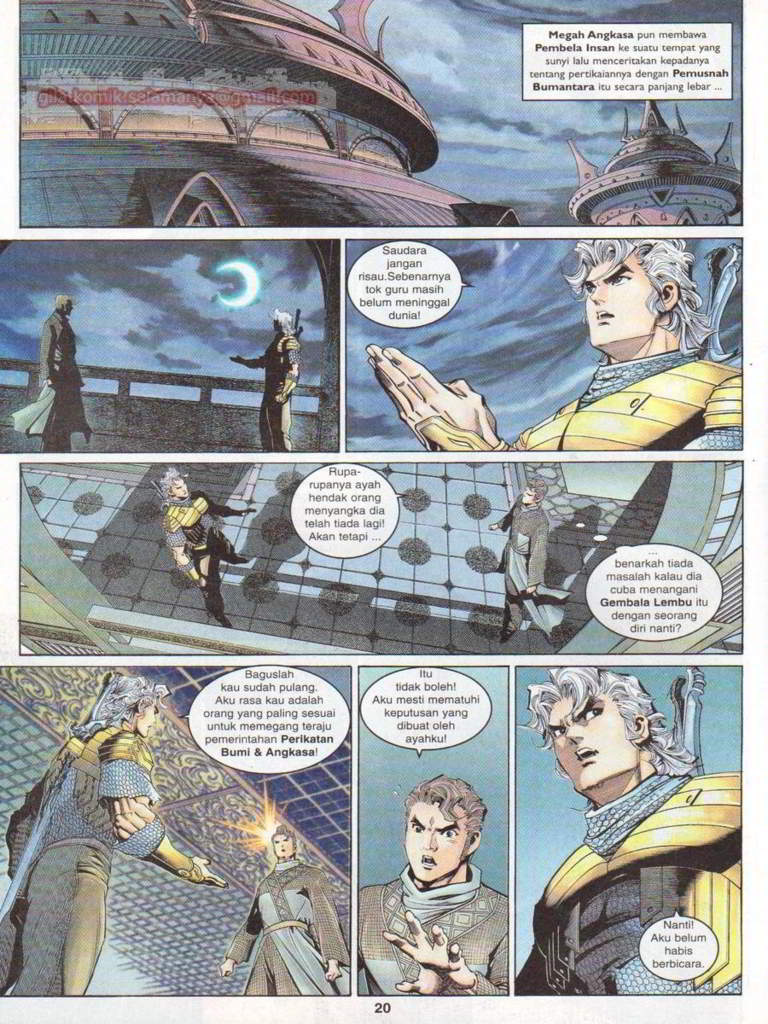 Megah Angkasa pun membawa
Pembela Insan ke suatu tempat yang
sunyi lalu menceritakan kepadanya
tentang pertikaiannya dengan Pemusnah
Bumantara itu secara panjang lebar ...
gila-komik-selamanya@gmail.com
Saudara
jangan
risau.Sebenarnya
tok guru masih
belum meninggal
dunia!
Rupa-
rupanya ayah
hendak orang
menyangka dia
telah tiada lagi!
Akan tetapi ...
...
benarkah tiada
masalah kalau dia
cuba menangani
Gembala Lembu itu
dengan seorang
diri nanti?
Baguslah
kau sudah pulang.
Aku rasa kau adalah
orang yang paling sesuai
untuk memegang teraju
pemerintahan Perikatan
Bumi & Angkasa!
Itu
tidak boleh!
Aku mesti mematuhi
keputusan yang
dibuat oleh
ayahku!
Nanti!
Aku belum
habis
berbicara.
20